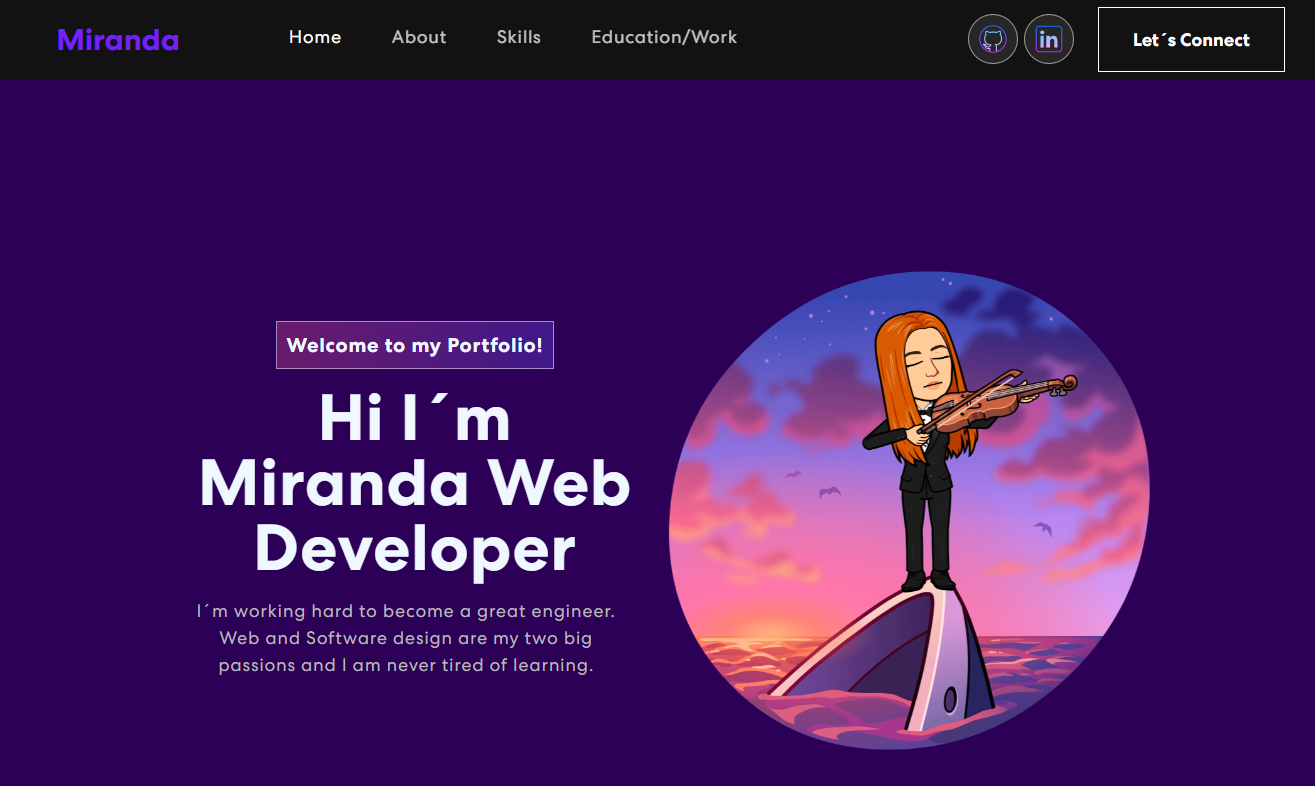 Miranda
Home
About
Skills
Education/Work
in
Let´s Connect
Welcome to my Portfolio!
Hi I´m
Miranda Web
Developer
I´m working hard to become a great engineer.
Web and Software design are my two big
passions and I am never tired of learning.